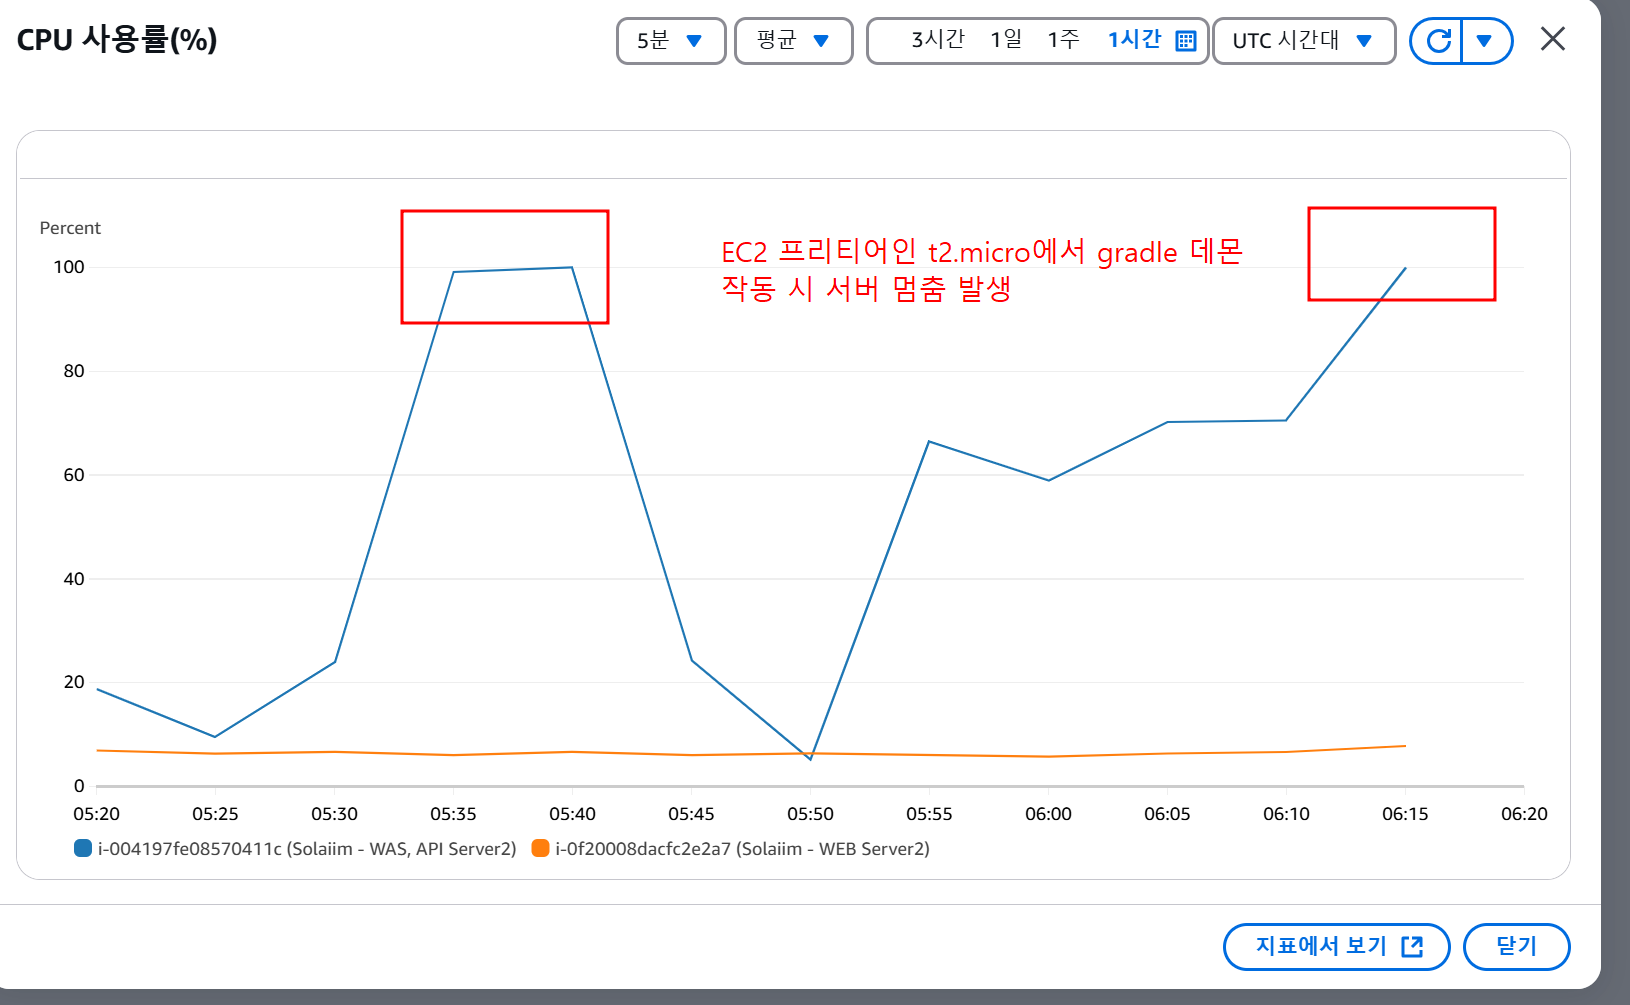 CPU 사용률(%)
5분
평균
3시간 1일 1주 1시간
UTC 시간대
Percent
EC2 프리티어인 t2.micro에서 gradle 데몬
작동 시 서버 멈춤 발생
100
80
60
40
20
0
05:20 05:25 05:30 05:35 05:40 05:45 05:50 05:55 06:00 06:05 06:10 06:15 06:20
i-004197fe08570411c (Solaiim - WAS, API Server2) i-0f20008dacfc2e2a7 (Solaiim - WEB Server2)
지표에서 보기
닫기